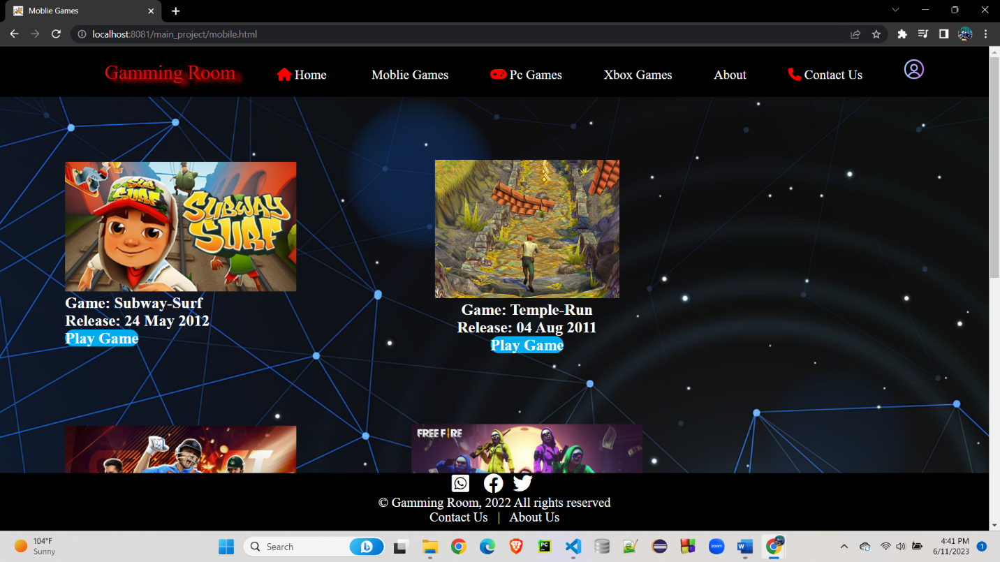 Moblie Games
localhost:8081/main_project/mobile.html
Gamming Room Home Moblie Games Pc Games Xbox Games About Contact Us
SUBWAY
SURF
Game: Subway-Surf
Release: 24 May 2012
Play Game
Game: Temple-Run
Release: 04 Aug 2011
Play Game
FREE FIRE
© Gamming Room, 2022 All rights reserved
Contact Us | About Us
104°F
Sunny
Search
zoom
4:41 PM
6/11/2023
1